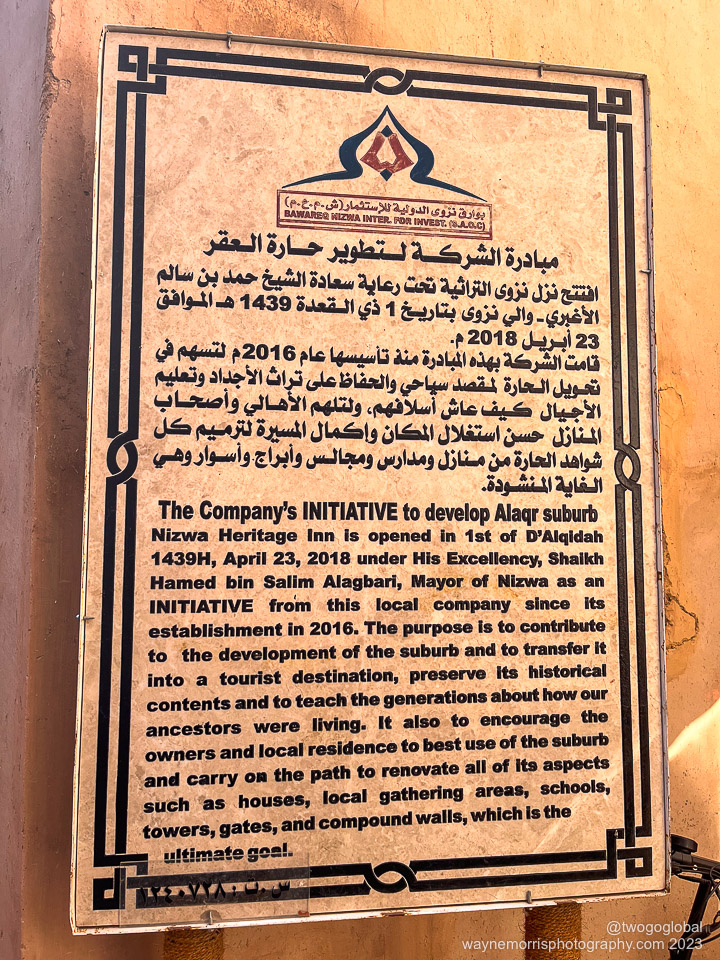 بوارق نزوى الدولية للإستثمار (ش.م.ع.م)
BAWAREQ NIZWA INTER. FOR INVEST. (S.A.O.C)
مبادرة الشركة لتطوير حارة العقر
افتتح نزل نزوى التراثية تحت رعاية سعادة الشيخ حمد بن سالم
الأغبري - والي نزوى بتاريخ 1 ذي القعدة 1439 هـ الموافق
23 أبريل 2018 م.
قامت الشركة بهذه المبادرة منذ تأسيسها عام 2016م لتسهم في
تحويل الحارة لمقصد سياحي والحفاظ على تراث الأجداد وتعليم
الأجيال كيف عاش أسلافهم، ولتلهم الأهالي وأصحاب
المنازل حسن استغلال المكان وإكمال المسيرة لترميم كل
شواهد الحارة من منازل ومدارس ومجالس وأبراج وأسوار وهي
الغاية المنشودة.
The Company's INITIATIVE to develop Alaqr suburb
Nizwa Heritage Inn is opened in 1st of D'Alqidah
1439H, April 23, 2018 under His Excellency, Shaikh
Hamed bin Salim Alagbari, Mayor of Nizwa as an
INITIATIVE from this local company since its
establishment in 2016. The purpose is to contribute
to the development of the suburb and to transfer it
into a tourist destination, preserve its historical
contents and to teach the generations about how our
ancestors were living. It also to encourage the
owners and local residence to best use of the suburb
and carry on the path to renovate all of its aspects
such as houses, local gathering areas, schools,
towers, gates, and compound walls, which is the
ultimate goal.
س.ت: ١٢٤٠٧٢٨
@twogoglobal
waynemorrisphotography.com 2023